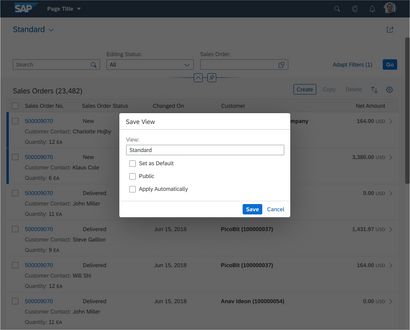 SAP Page Title
Standard
Search
Editing Status:
All
Sales Order:
Adapt Filters (1)
Go
Sales Orders (23,482)
Create Copy Delete
Sales Order No. Sales Order Status Changed On Customer Net Amount
500009070 New mpany 164.00 USD
Customer Contact: Charlotte Hejby
Quantity: 12 EA
500009070 New 3,386.00 USD
Customer Contact: Klaus Cole
Quantity: 6 EA
500009070 Delivered 0.00 USD
Customer Contact: John Miller
Quantity: 11 EA
500009070 Delivered Jun 15, 2018 PicoBit (100000037) 1,431.97 USD
Customer Contact: Steve Gallion
Quantity: 9 EA
500009070 Delivered Jun 15, 2018 PicoBit (100000037) 164.00 USD
Customer Contact: Will Shi
Quantity: 12 EA
500009070 Delivered Jun 15, 2018 Anav Ideon (100000054) 0.00 USD
Customer Contact: John Miller
Quantity: 11 EA
Save View
View:
Standard
Set as Default
Public
Apply Automatically
Save Cancel